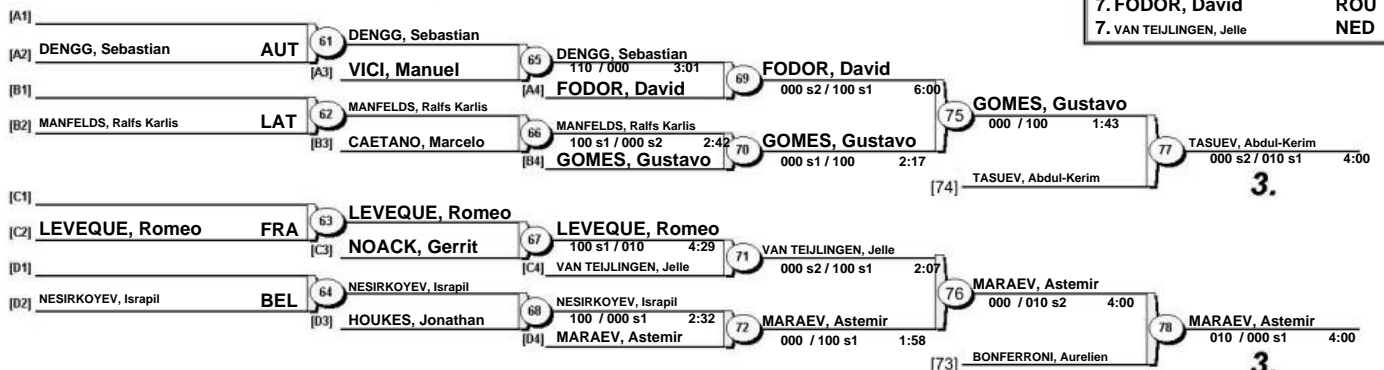 7. FODOR, David ROU
7. VAN TEIJLINGEN, Jelle NED
[A1]
[A2] DENGG, Sebastian AUT
61
DENGG, Sebastian
[A3] VICI, Manuel
65
DENGG, Sebastian
110 / 000 3:01
[A4] FODOR, David
69
FODOR, David
000 s2 / 100 s1 6:00
[B1]
[B2] MANFELDS, Ralfs Karlis LAT
62
MANFELDS, Ralfs Karlis
[B3] CAETANO, Marcelo
66
MANFELDS, Ralfs Karlis
100 s1 / 000 s2 2:42
[B4] GOMES, Gustavo
70
GOMES, Gustavo
000 s1 / 100 2:17
75
GOMES, Gustavo
000 / 100 1:43
[74] TASUEV, Abdul-Kerim
77
TASUEV, Abdul-Kerim
000 s2 / 010 s1 4:00
3.
[C1]
[C2] LEVEQUE, Romeo FRA
63
LEVEQUE, Romeo
[C3] NOACK, Gerrit
67
LEVEQUE, Romeo
100 s1 / 010 4:29
[C4] VAN TEIJLINGEN, Jelle
71
VAN TEIJLINGEN, Jelle
000 s2 / 100 s1 2:07
[D1]
[D2] NESIRKOYEV, Israpil BEL
64
NESIRKOYEV, Israpil
[D3] HOUKES, Jonathan
68
NESIRKOYEV, Israpil
100 / 000 s1 2:32
[D4] MARAEV, Astemir
72
MARAEV, Astemir
000 / 100 s1 1:58
76
MARAEV, Astemir
000 / 010 s2 4:00
[73] BONFERRONI, Aurelien
78
MARAEV, Astemir
010 / 000 s1 4:00
3.